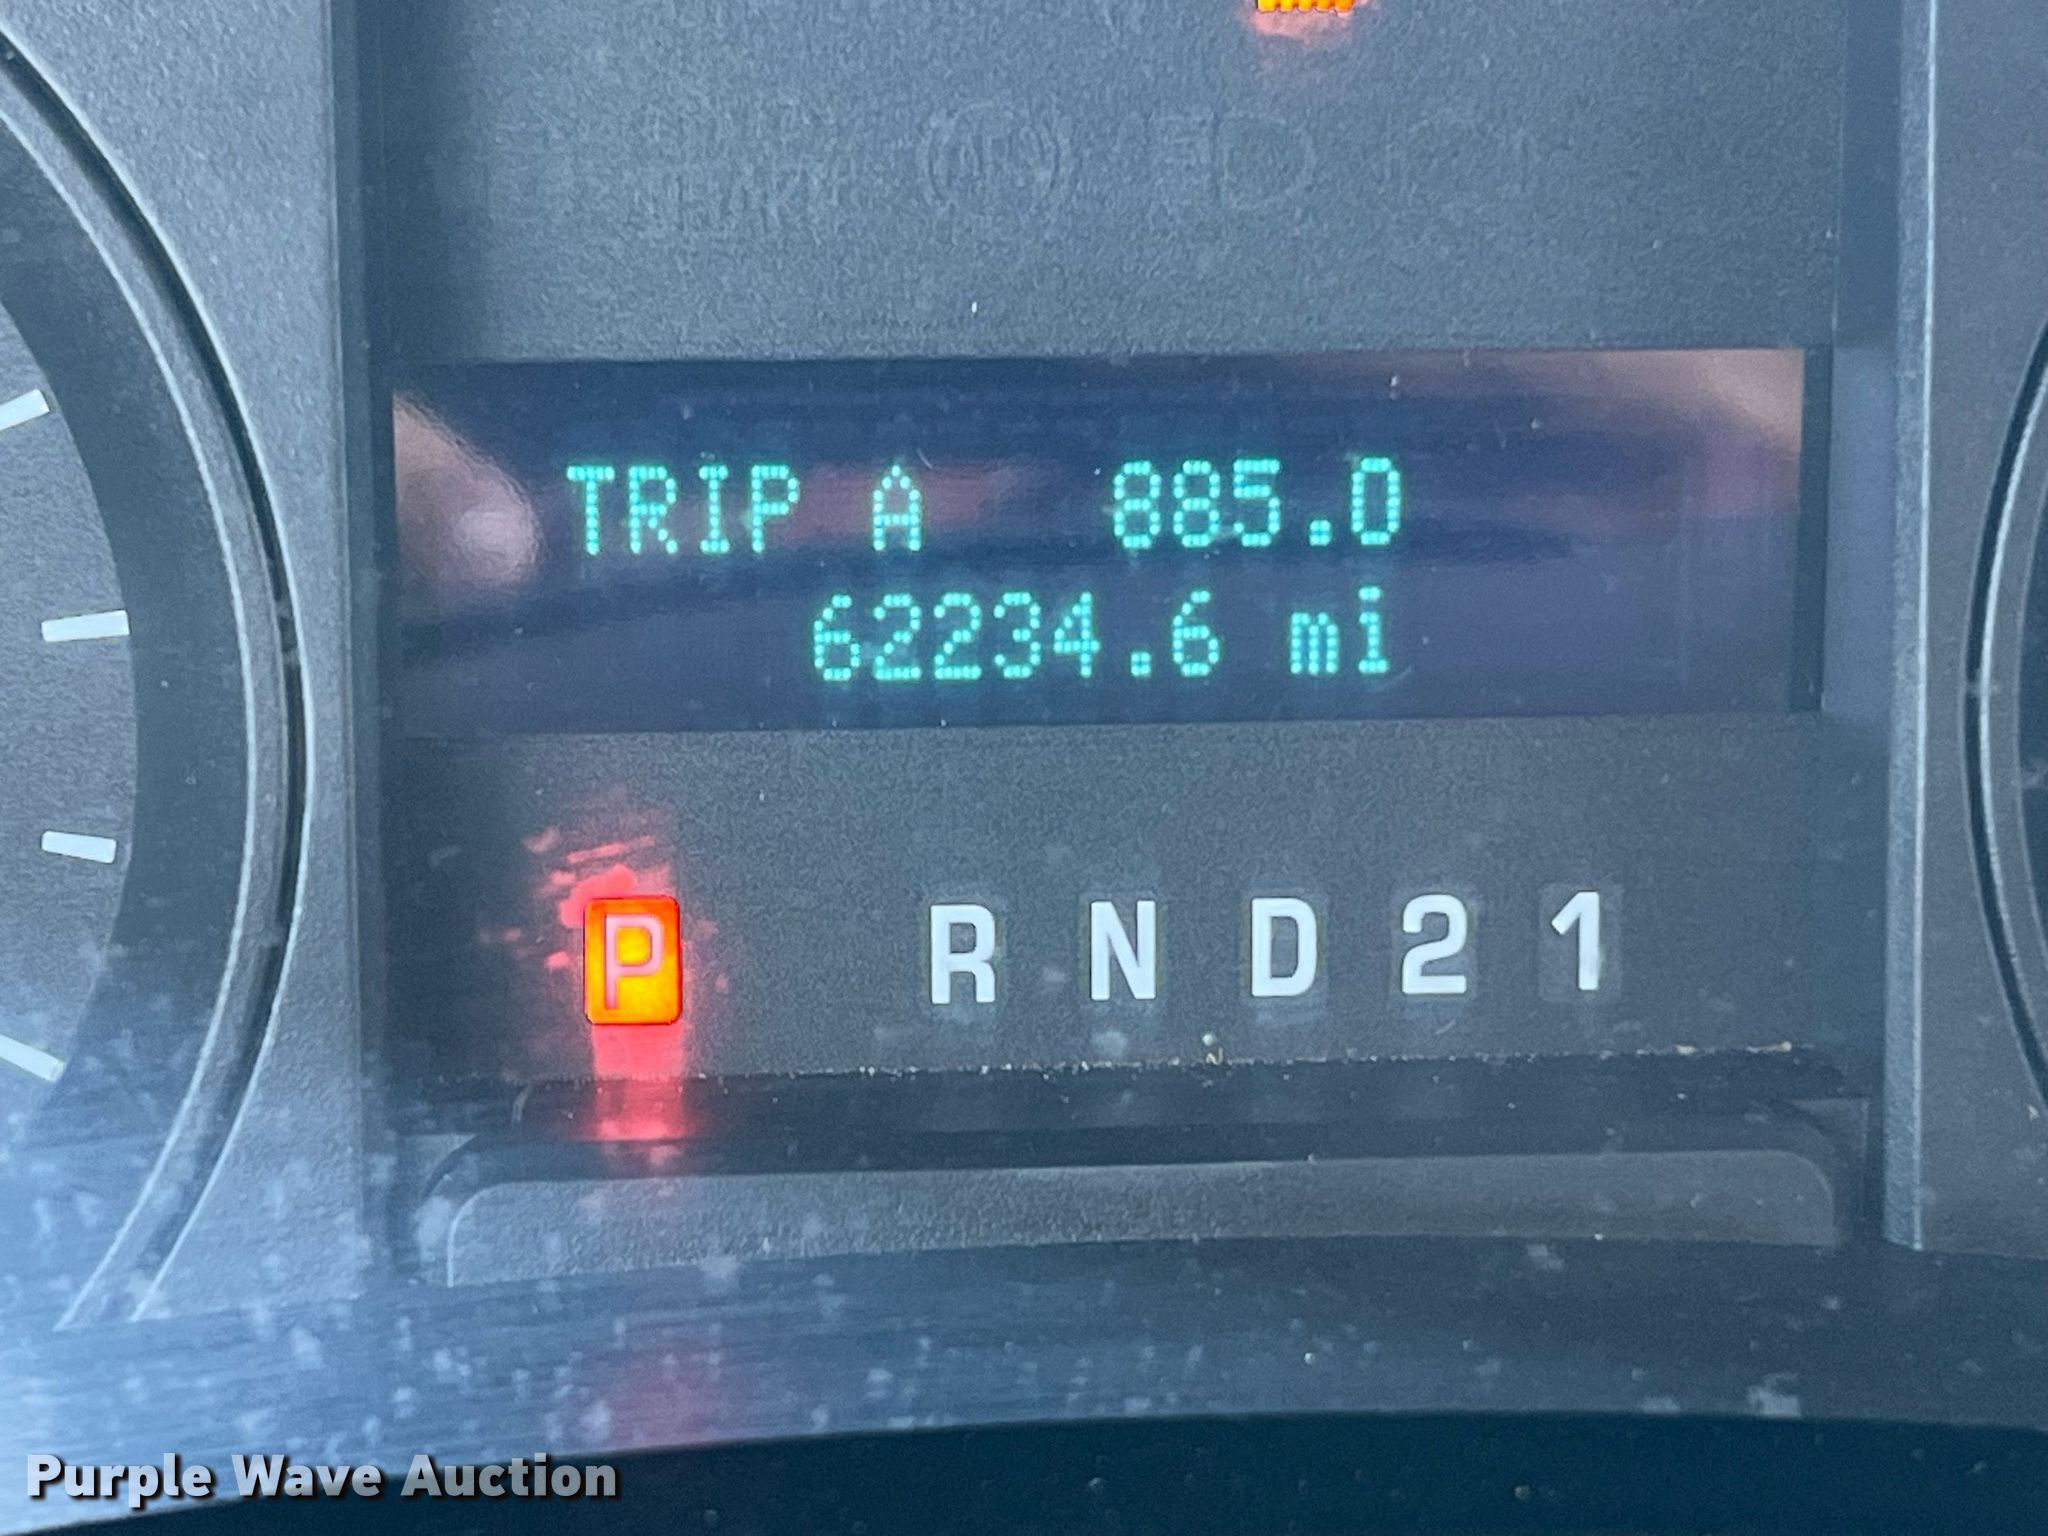 TRIP A 885.0
62234.6 mi
P R N D 2 1
Purple Wave Auction